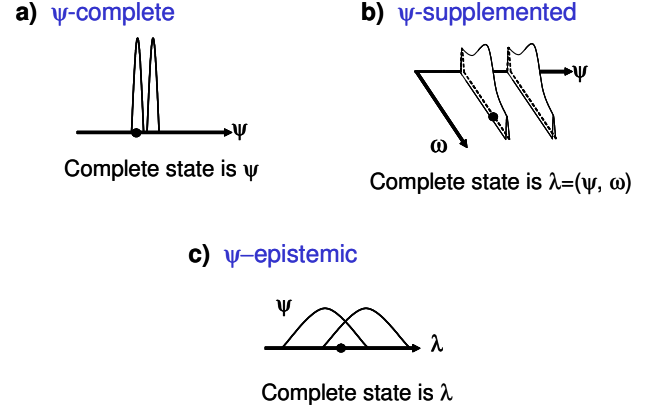 a) ψ-complete
ψ
Complete state is ψ
b) ψ-supplemented
ψ
ω
Complete state is λ=(ψ, ω)
c) ψ–epistemic
ψ
λ
Complete state is λ